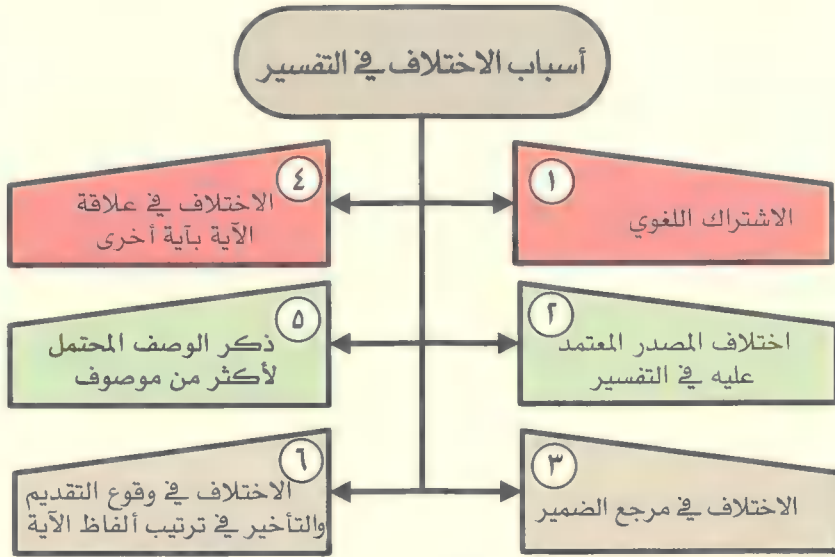 أسباب الاختلاف في التفسير
١
الاشتراك اللغوي
٢
اختلاف المصدر المعتمد
عليه في التفسير
٣
الاختلاف في مرجع الضمير
٤
الاختلاف في علاقة
الآية بآية أخرى
٥
ذكر الوصف المحتمل
لأكثر من موصوف
٦
الاختلاف في وقوع التقديم
والتأخير في ترتيب ألفاظ الآية